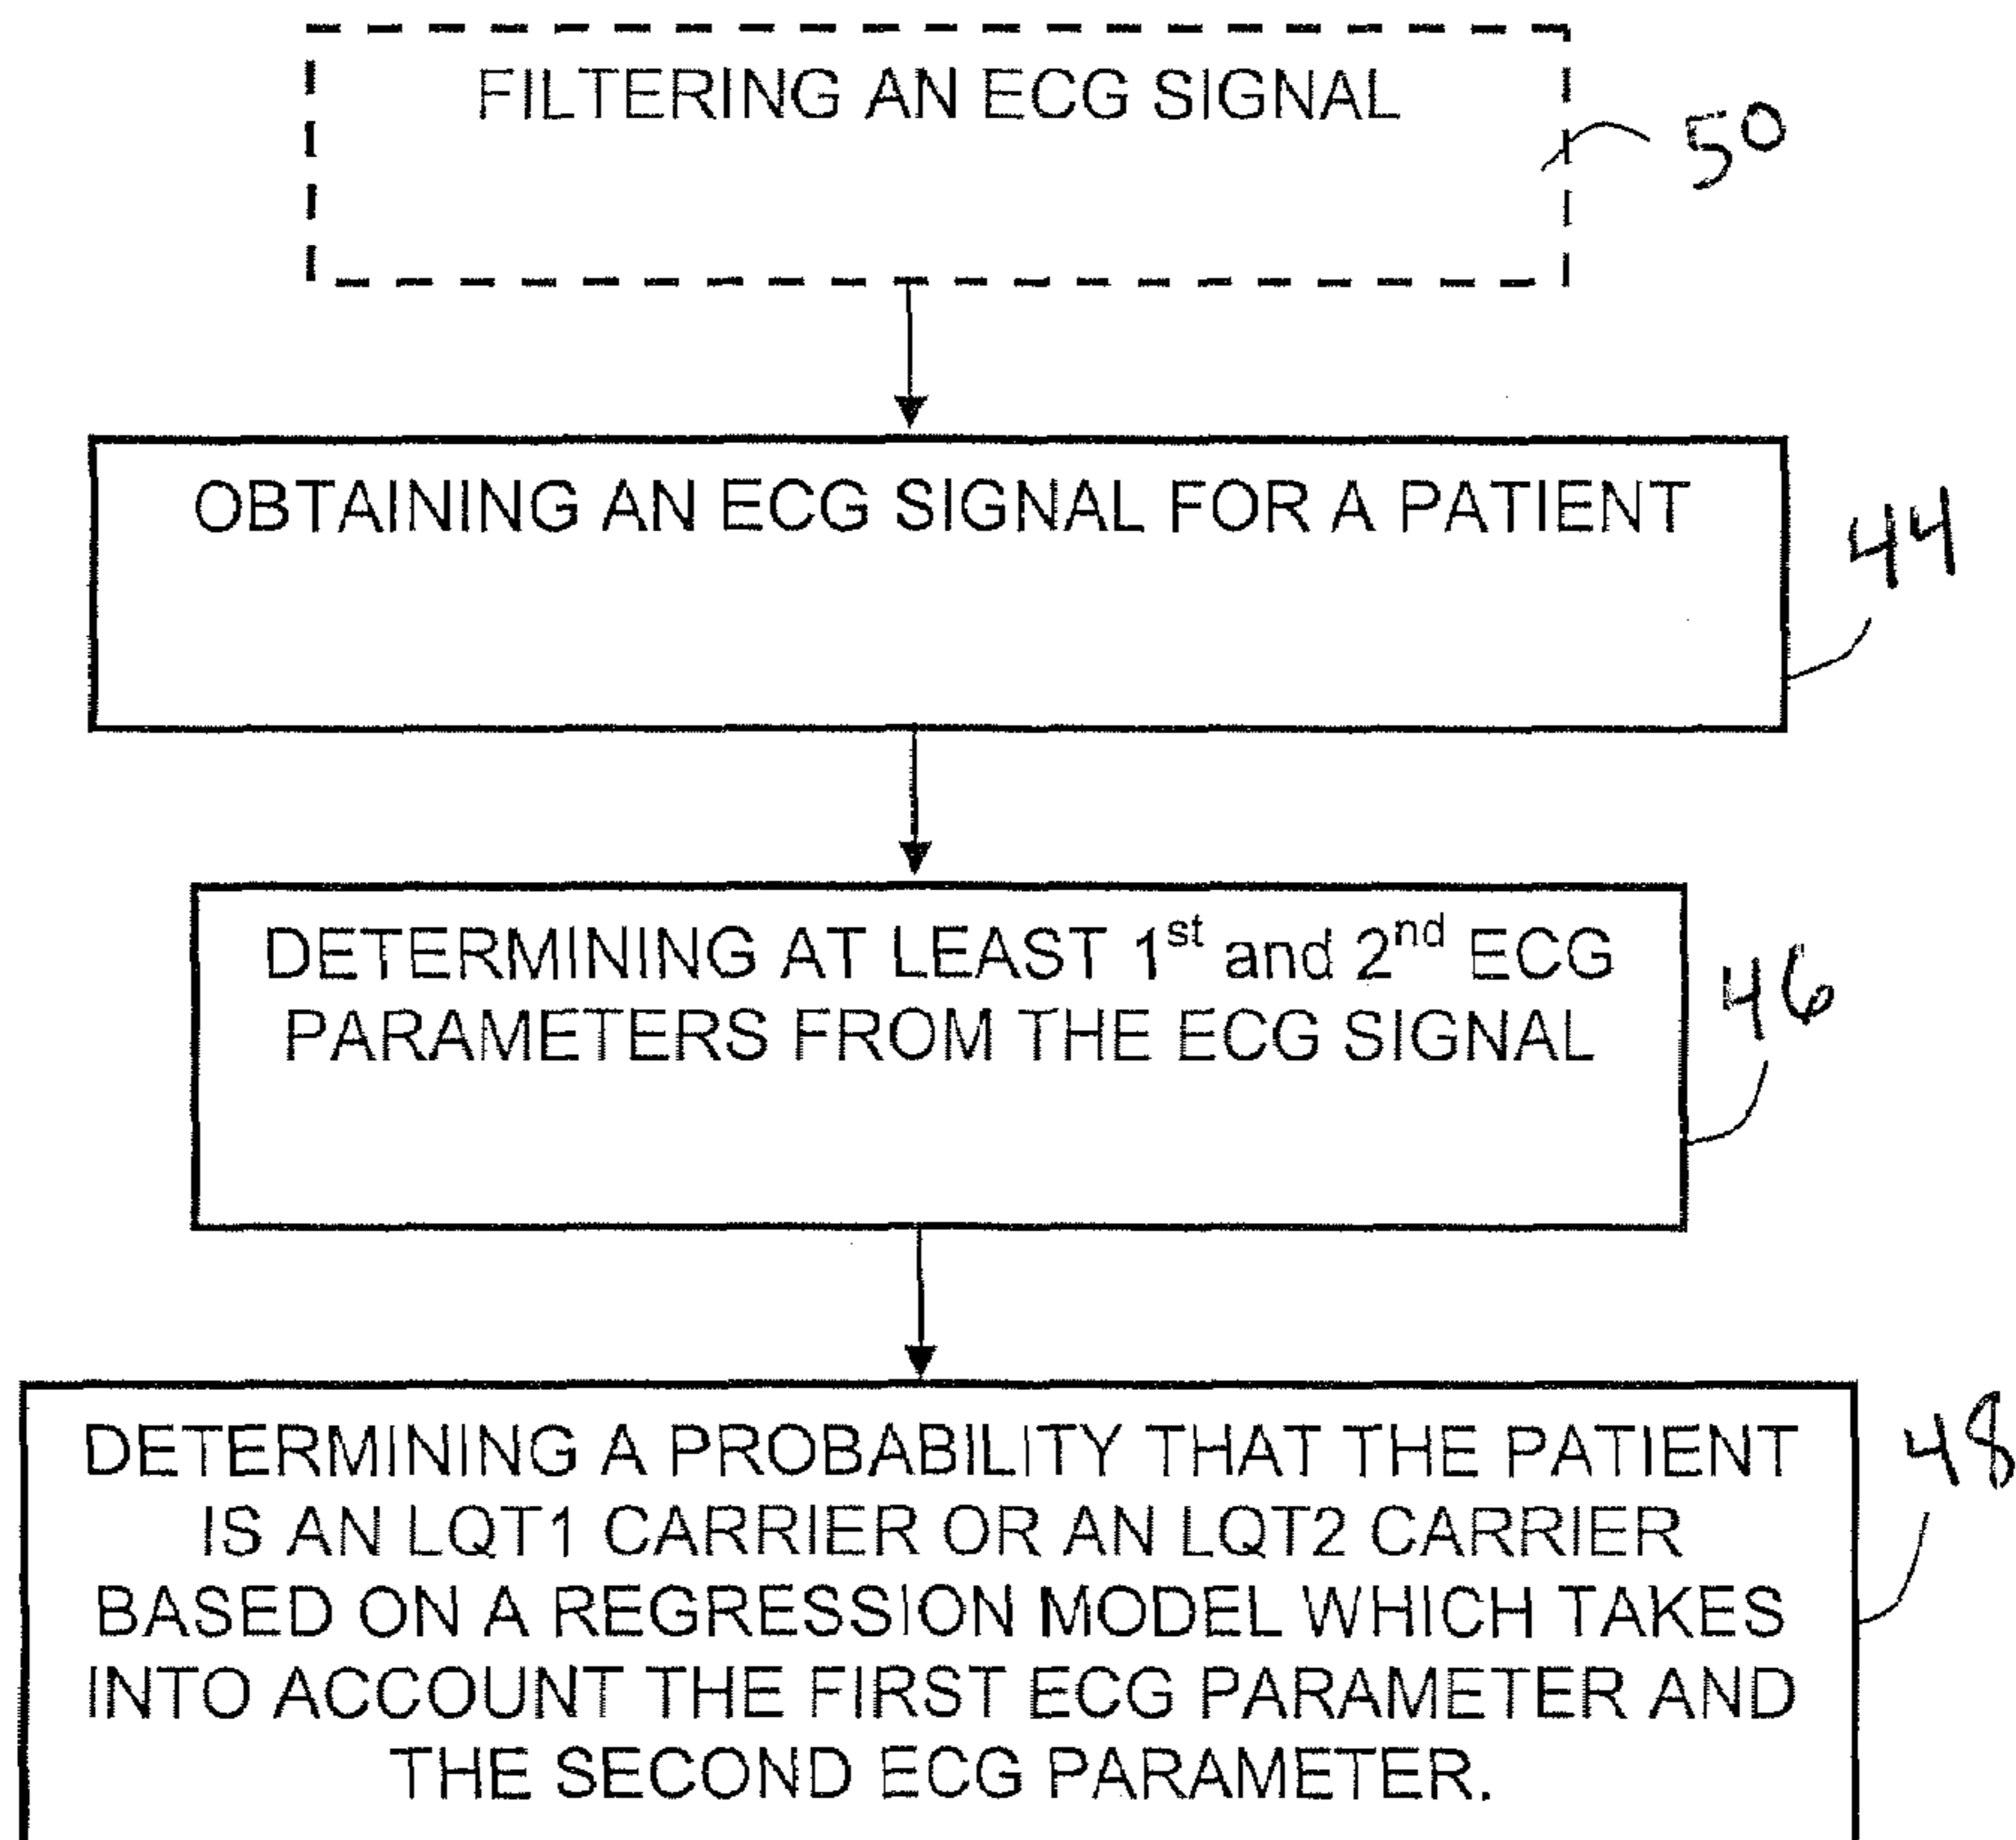 FILTERING AN ECG SIGNAL
50
OBTAINING AN ECG SIGNAL FOR A PATIENT
44
DETERMINING AT LEAST 1st and 2nd ECG
PARAMETERS FROM THE ECG SIGNAL
46
DETERMINING A PROBABILITY THAT THE PATIENT
IS AN LQT1 CARRIER OR AN LQT2 CARRIER
BASED ON A REGRESSION MODEL WHICH TAKES
INTO ACCOUNT THE FIRST ECG PARAMETER AND
THE SECOND ECG PARAMETER.
48